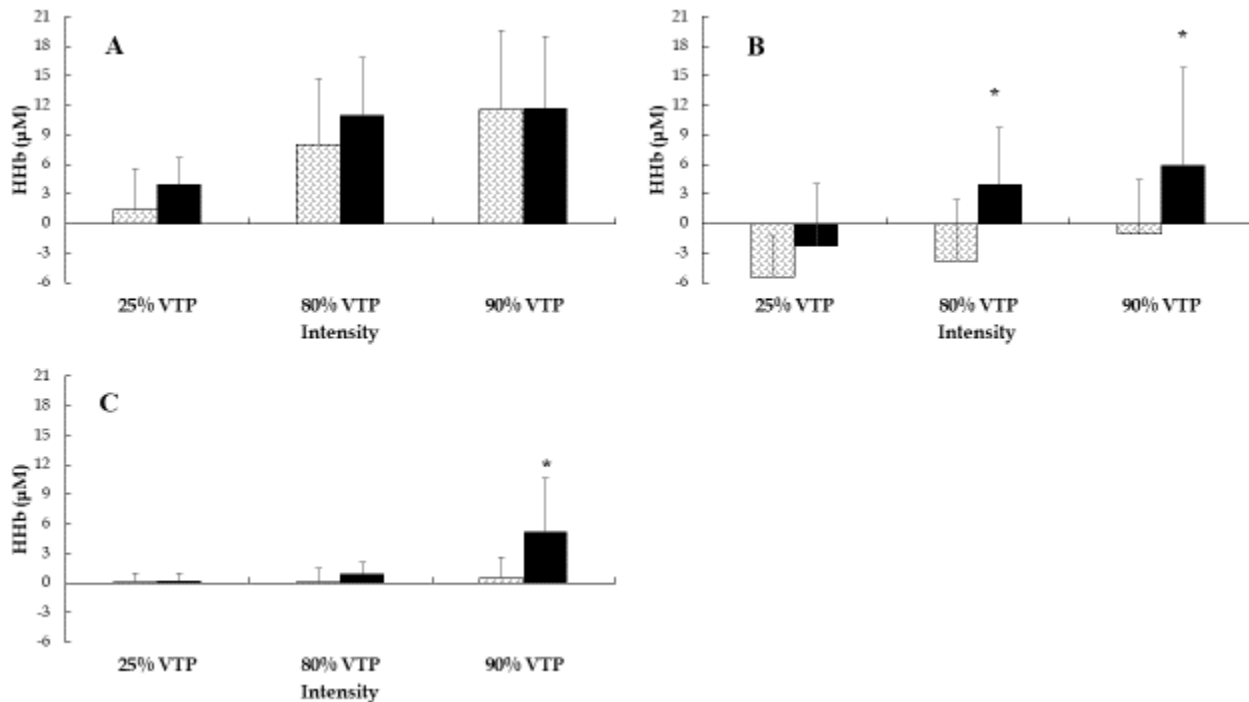 A
HHb (µM)
21
18
15
12
9
6
3
0
-3
-6
25% VTP 80% VTP 90% VTP
Intensity
B
*
*
HHb (µM)
21
18
15
12
9
6
3
0
-3
-6
25% VTP 80% VTP 90% VTP
Intensity
C
*
HHb (µM)
21
18
15
12
9
6
3
0
-3
-6
25% VTP 80% VTP 90% VTP
Intensity